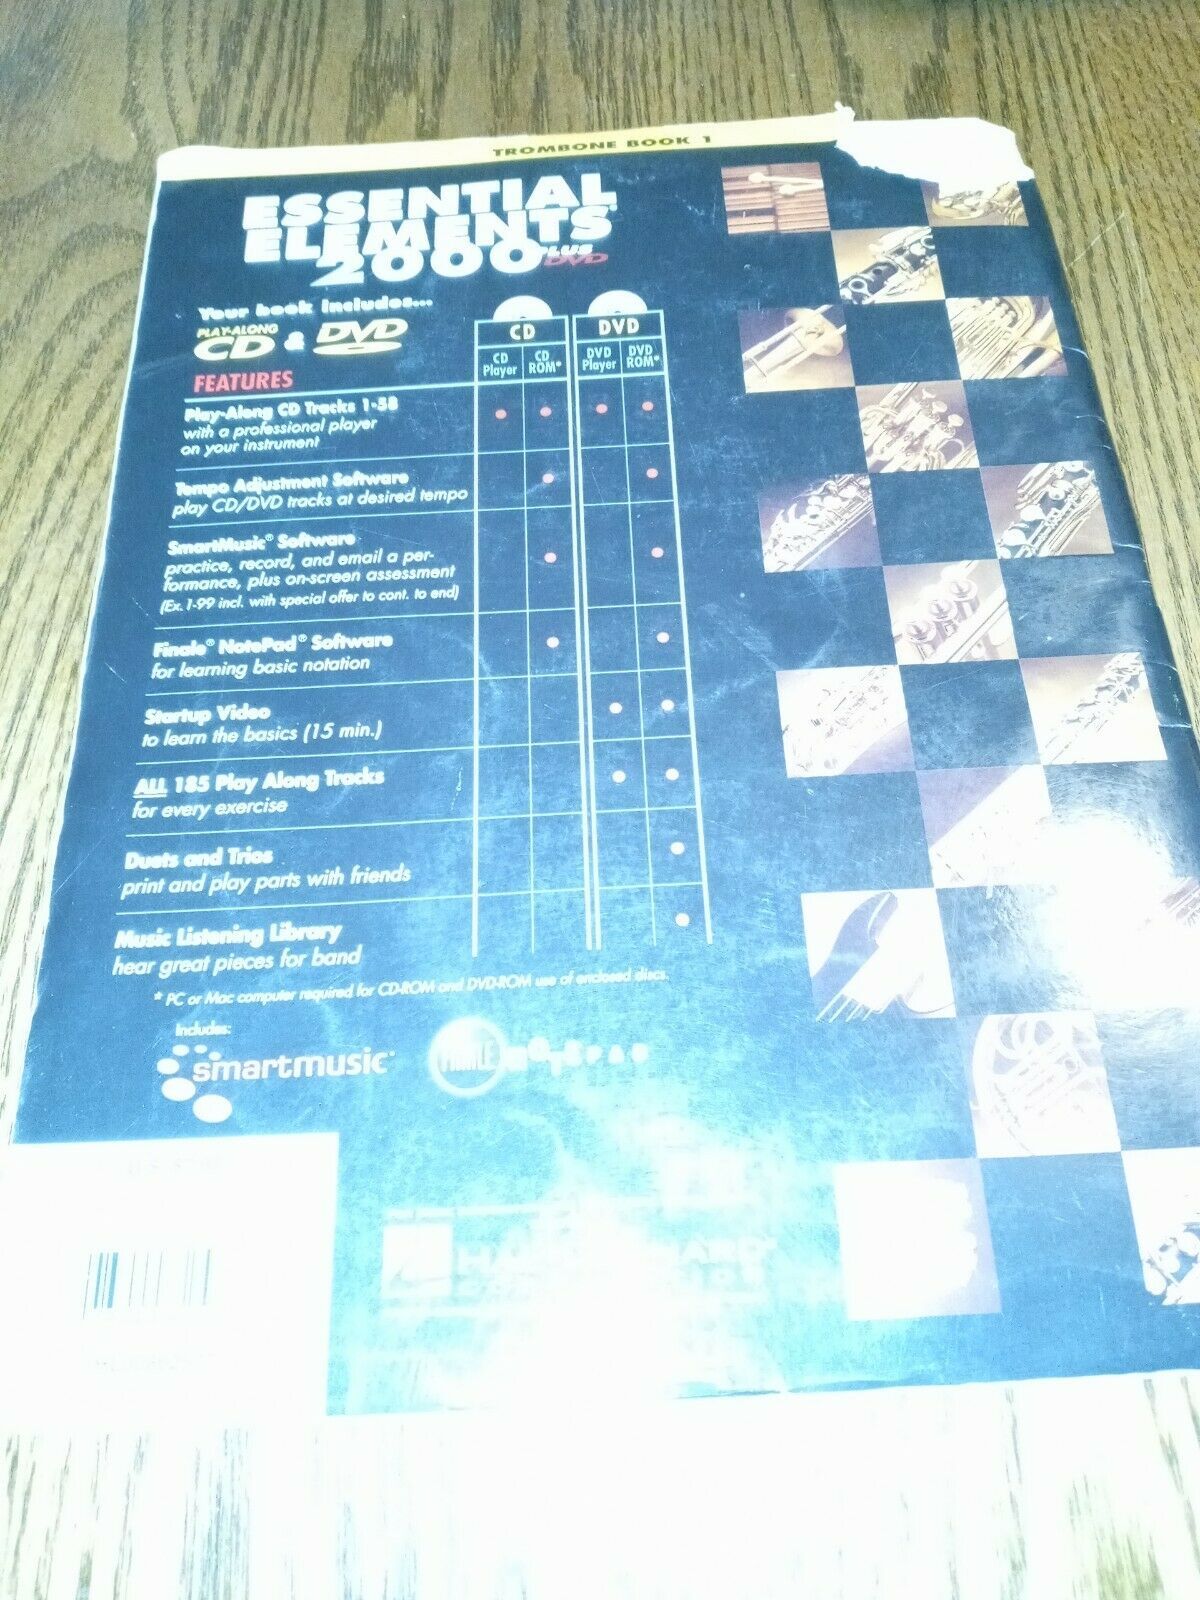 TROMBONE BOOK 1
ESSENTIAL
ELEMENTS
2000 PLUS
DVD
Your book includes...
PLAY-ALONG
CD & DVD
CD DVD
CD Player CD ROM* DVD Player DVD ROM*
FEATURES
Play-Along CD Tracks 1-58
with a professional player
on your instrument
Tempo Adjustment Software
play CD/DVD tracks at desired tempo
SmartMusic® Software
practice, record, and email a per-
formance, plus on-screen assessment
(Ex. 1-99 incl. with special offer to cont. to end)
Finale® NotePad® Software
for learning basic notation
Startup Video
to learn the basics (15 min.)
ALL 185 Play Along Tracks
for every exercise
Duets and Trios
print and play parts with friends
Music Listening Library
hear great pieces for band
* PC or Mac computer required for CD-ROM and DVD-ROM use of enclosed discs.
Includes:
smartmusic®
FINALE NOTEPAD